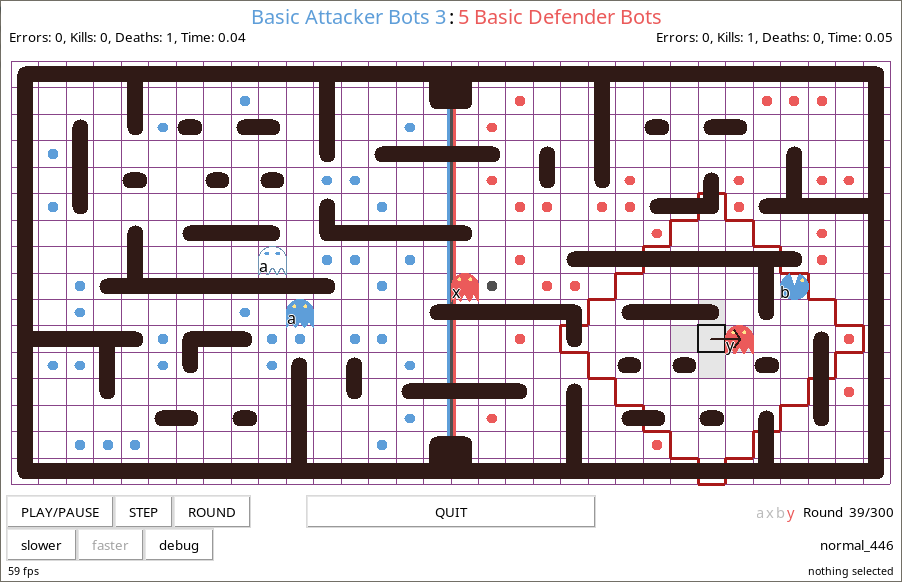 Basic Attacker Bots 3 : 5 Basic Defender Bots
Errors: 0, Kills: 0, Deaths: 1, Time: 0.04
Errors: 0, Kills: 1, Deaths: 0, Time: 0.05
a
x
b
a
y
PLAY/PAUSE
STEP
ROUND
QUIT
a x b y Round 39/300
slower
faster
debug
normal_446
59 fps
nothing selected